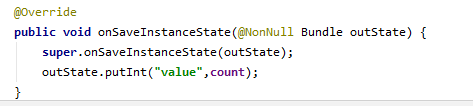 @Override
public void onSaveInstanceState(@NonNull Bundle outState) {
    super.onSaveInstanceState(outState);
    outState.putInt("value",count);
}